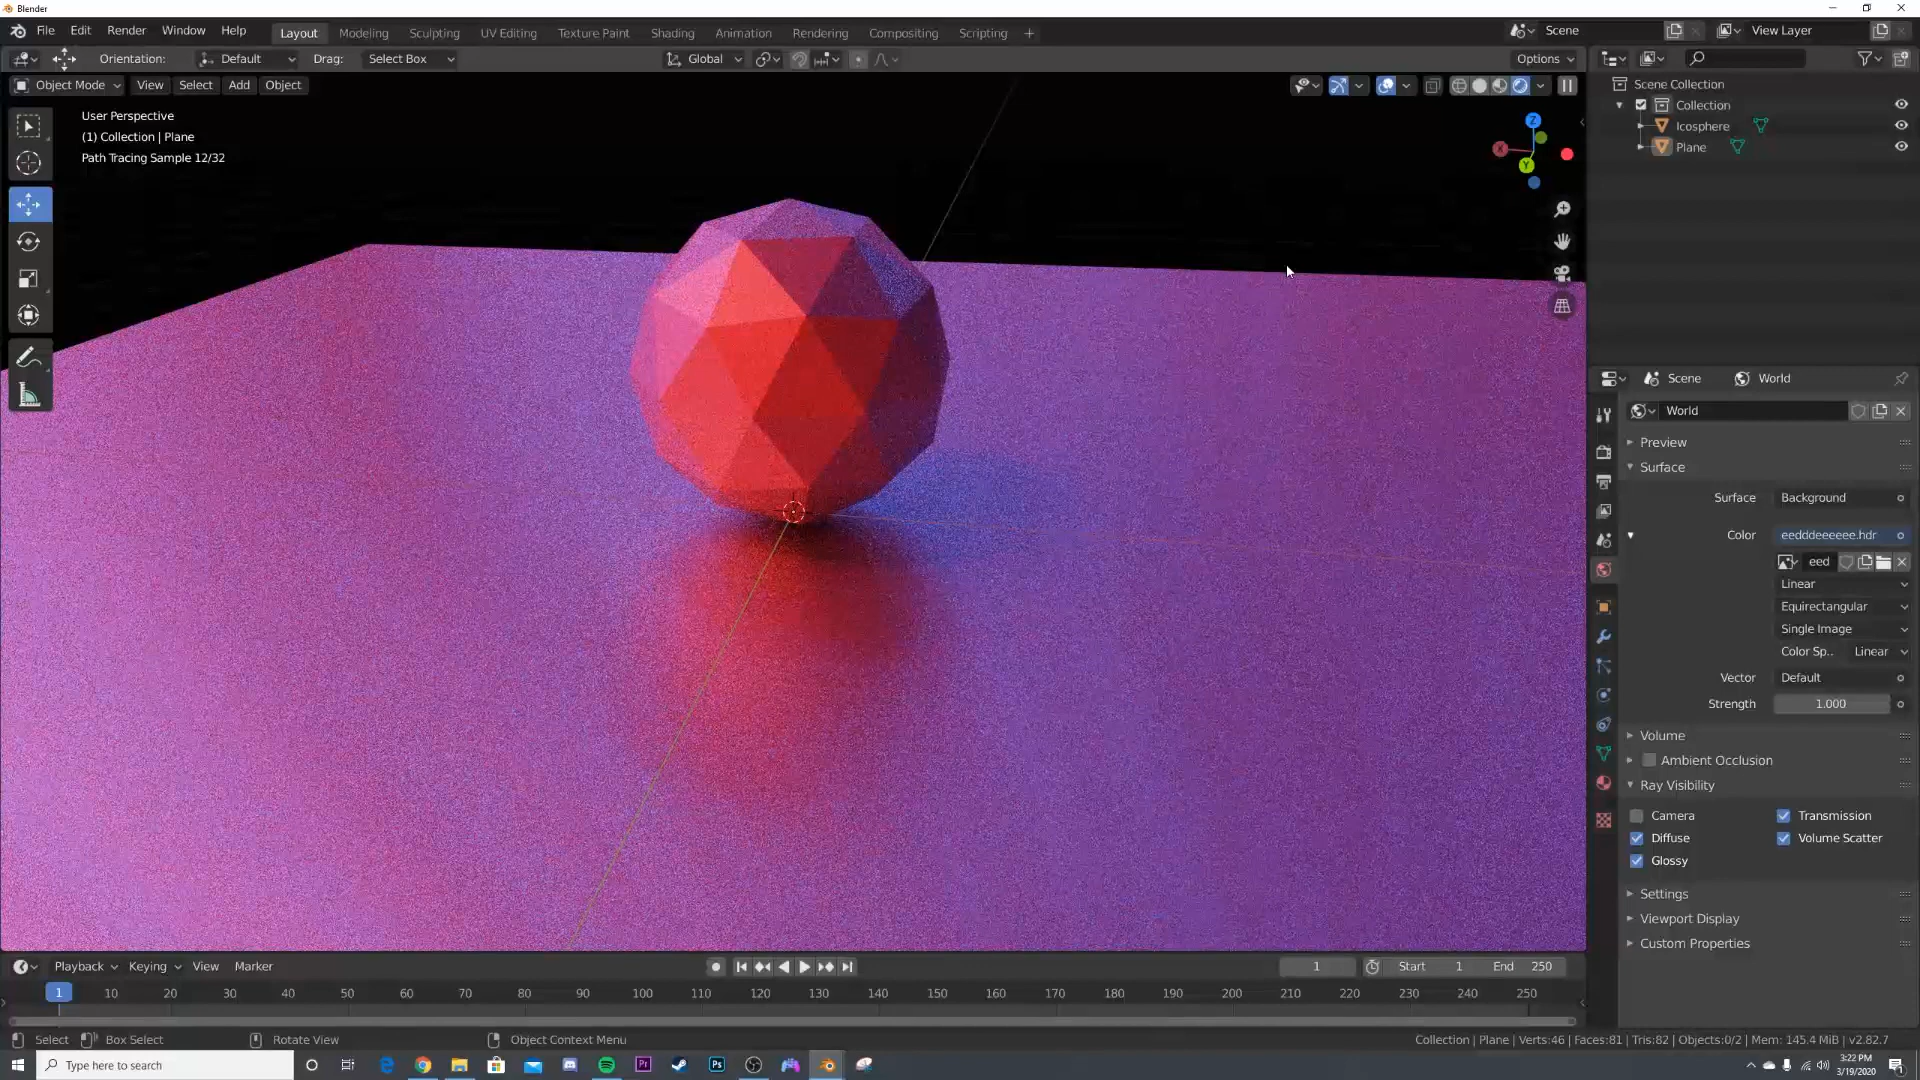 Blender
File Edit Render Window Help Layout Modeling Sculpting UV Editing Texture Paint Shading Animation Rendering Compositing Scripting + Scene View Layer
Orientation: Default Drag: Select Box Global Options
Object Mode View Select Add Object
User Perspective
(1) Collection | Plane
Path Tracing Sample 12/32
Z
X
Y
Scene Collection
Collection
Icosphere
Plane
Scene World
World
Preview
Surface
Surface Background
Color eedddeeeeee.hdr
eed
Linear
Equirectangular
Single Image
Color Sp.. Linear
Vector Default
Strength 1.000
Volume
Ambient Occlusion
Ray Visibility
Camera Transmission
Diffuse Volume Scatter
Glossy
Settings
Viewport Display
Custom Properties
Playback Keying View Marker 1 Start 1 End 250
1 10 20 30 40 50 60 70 80 90 100 110 120 130 140 150 160 170 180 190 200 210 220 230 240 250
Select Box Select Rotate View Object Context Menu Collection | Plane | Verts:46 | Faces:81 | Tris:82 | Objects:0/2 | Mem: 145.4 MiB | v2.82.7
Type here to search
Pr
Ps
3:22 PM
3/19/2020